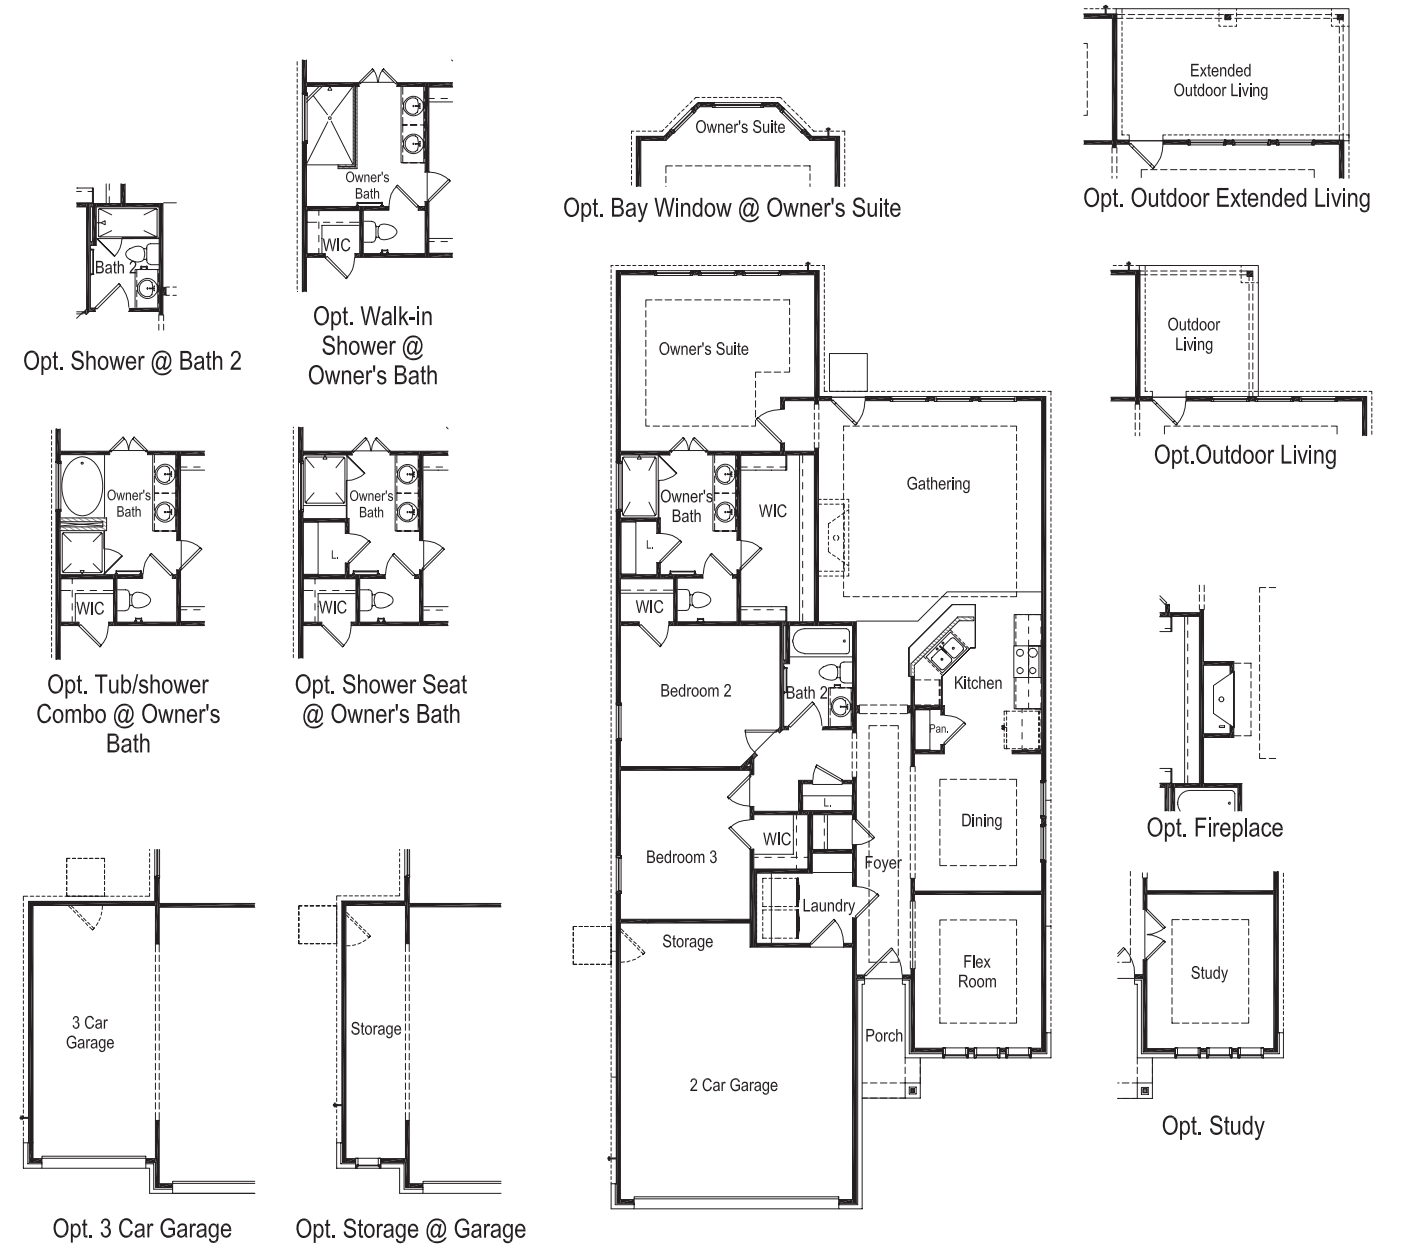 Owner's
Bath
WIC
Opt. Walk-in
Shower @
Owner's Bath
Bath 2
Opt. Shower @ Bath 2
Owner's Suite
Opt. Bay Window @ Owner's Suite
Extended
Outdoor Living
Opt. Outdoor Extended Living
Outdoor
Living
Opt.Outdoor Living
Owner's
Bath
WIC
Opt. Tub/shower
Combo @ Owner's
Bath
Owner's
Bath
L.
WIC
Opt. Shower Seat
@ Owner's Bath
Owner's Suite
Gathering
Owner's
Bath
WIC
L.
WIC
Bedroom 2
Bath 2
Kitchen
Pan.
L.
Dining
WIC
Bedroom 3
Foyer
Laundry
Storage
Flex
Room
Porch
2 Car Garage
Opt. Fireplace
Study
Opt. Study
3 Car
Garage
Opt. 3 Car Garage
Storage
Opt. Storage @ Garage